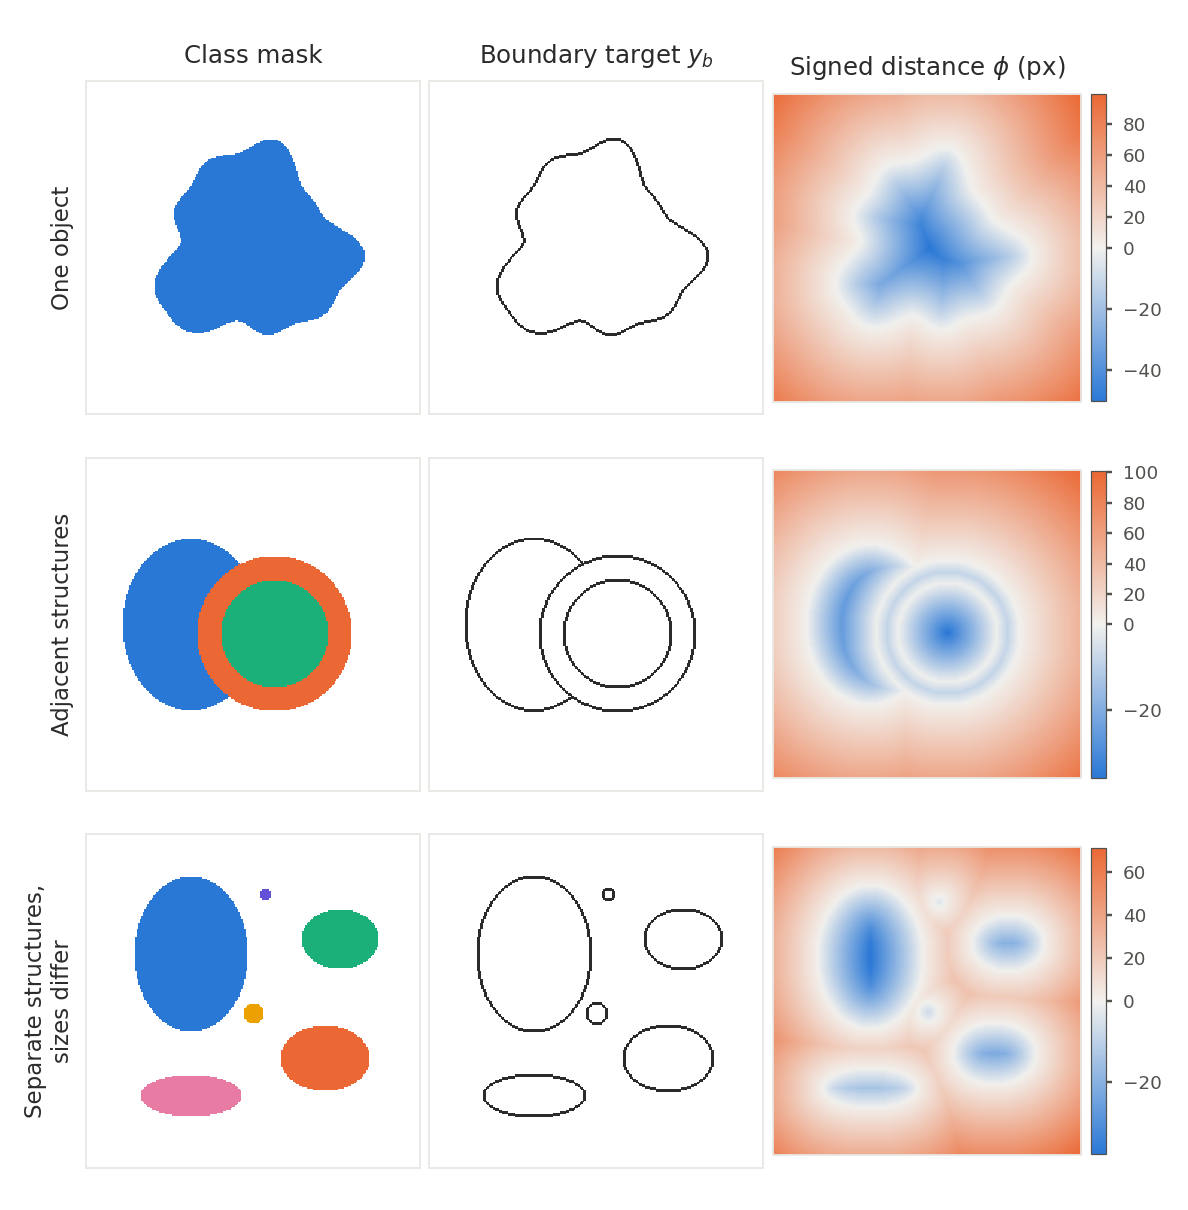 Class mask
Boundary target y_b
Signed distance ϕ (px)
One object
80
60
40
20
0
−20
−40
Adjacent structures
100
80
60
40
20
0
−20
Separate structures,
sizes differ
60
40
20
0
−20